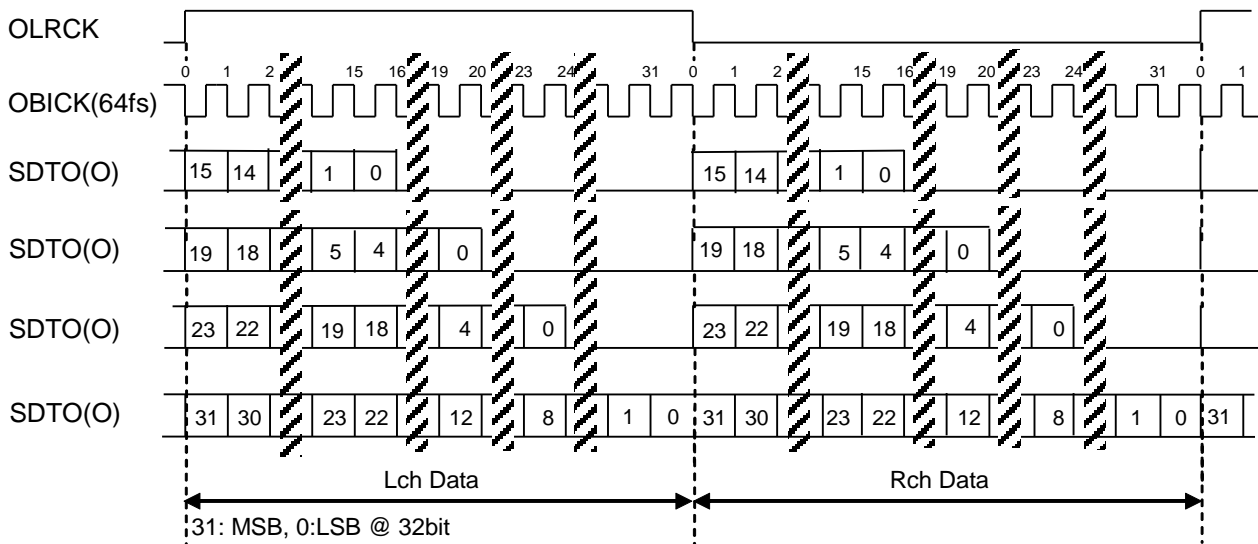 OLRCK
0 1 2 15 16 19 20 23 24 31 0 1 2 15 16 19 20 23 24 31 0 1
OBICK(64fs)
SDTO(O) 15 14 1 0 15 14 1 0
SDTO(O) 19 18 5 4 0 19 18 5 4 0
SDTO(O) 23 22 19 18 4 0 23 22 19 18 4 0
SDTO(O) 31 30 23 22 12 8 1 0 31 30 23 22 12 8 1 0 31
Lch Data Rch Data
31: MSB, 0:LSB @ 32bit